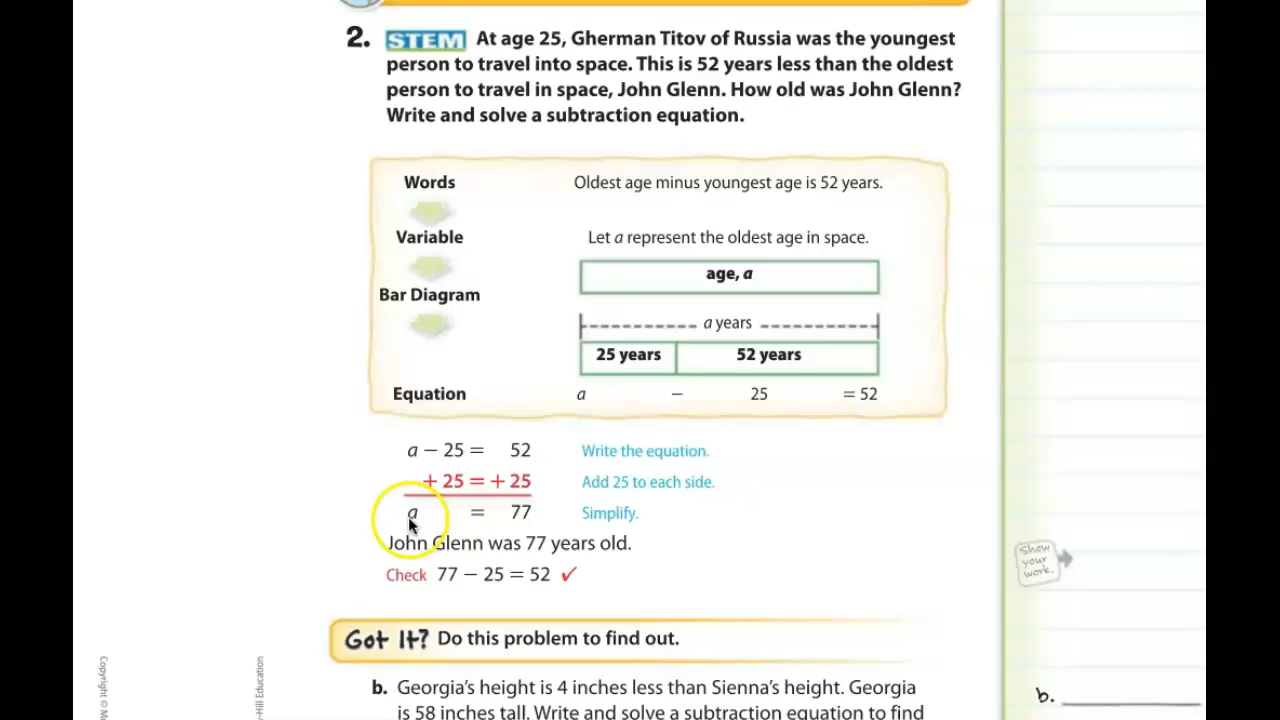 2. STEM At age 25, Gherman Titov of Russia was the youngest
person to travel into space. This is 52 years less than the oldest
person to travel in space, John Glenn. How old was John Glenn?
Write and solve a subtraction equation.
Words Oldest age minus youngest age is 52 years.
Variable Let a represent the oldest age in space.
age, a
Bar Diagram
a years
25 years 52 years
Equation a − 25 = 52
a − 25 = 52 Write the equation.
+ 25 = + 25 Add 25 to each side.
a = 77 Simplify.
John Glenn was 77 years old.
Check 77 − 25 = 52 ✓
Show
your
work.
Got It? Do this problem to find out.
b. Georgia's height is 4 inches less than Sienna's height. Georgia
is 58 inches tall. Write and solve a subtraction equation to find
b.
Copyright ©
Hill Education